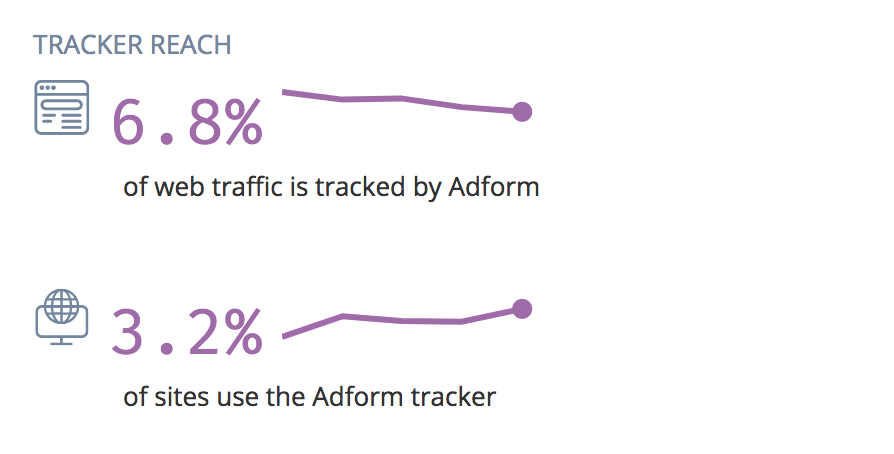 TRACKER REACH
6.8%
of web traffic is tracked by Adform
3.2%
of sites use the Adform tracker